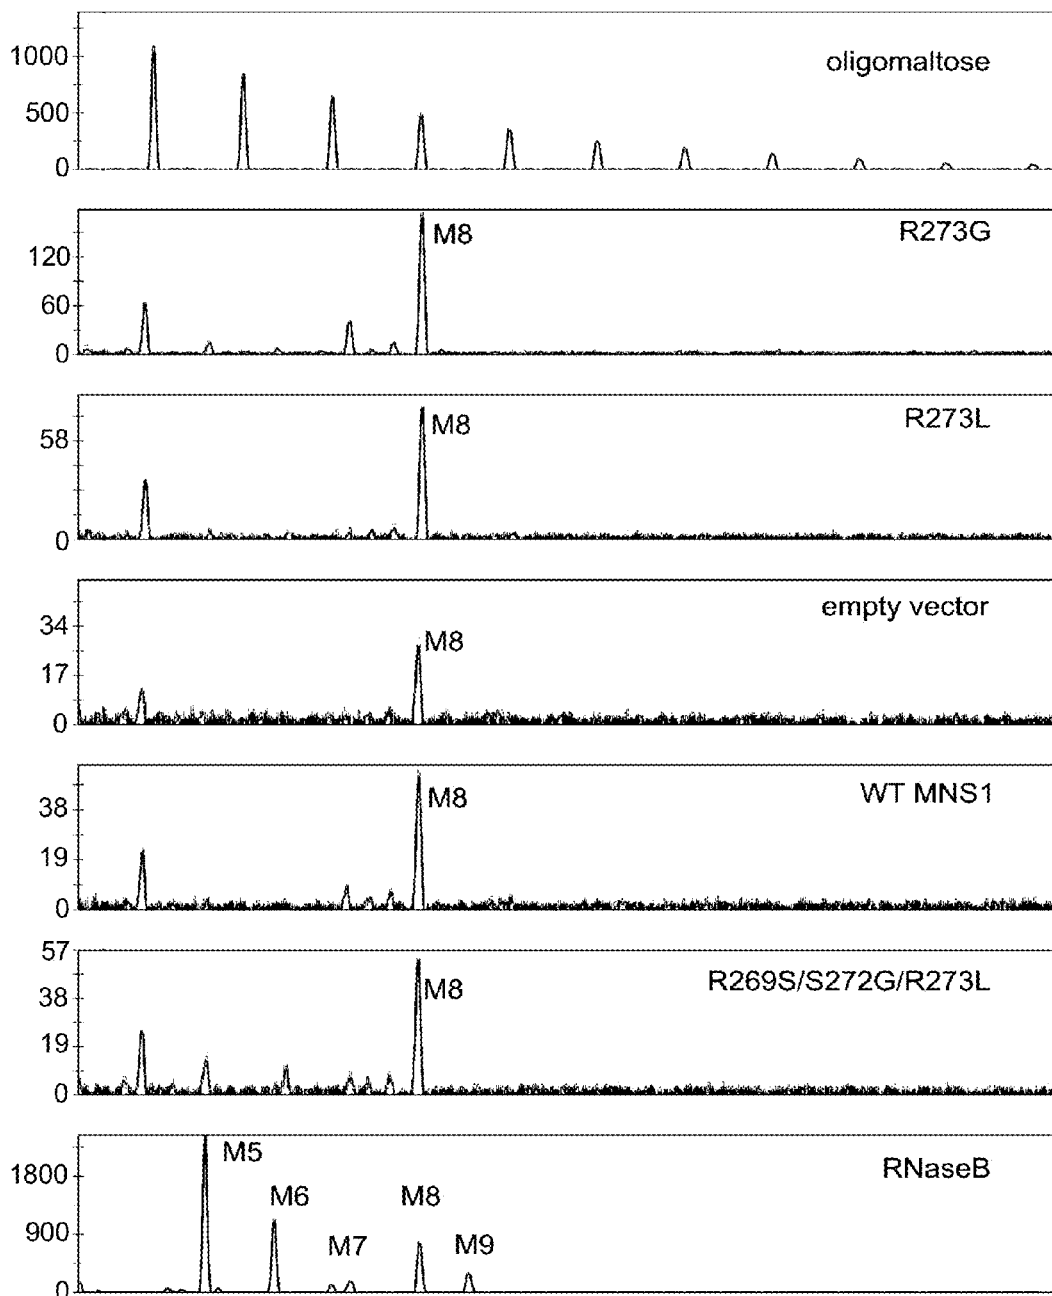 oligomaltose
1000
500
0
R273G
M8
120
60
0
R273L
M8
58
0
empty vector
M8
34
17
0
WT MNS1
M8
38
19
0
R269S/S272G/R273L
M8
57
38
19
0
RNaseB
M5
M6
M7
M8
M9
1800
900
0